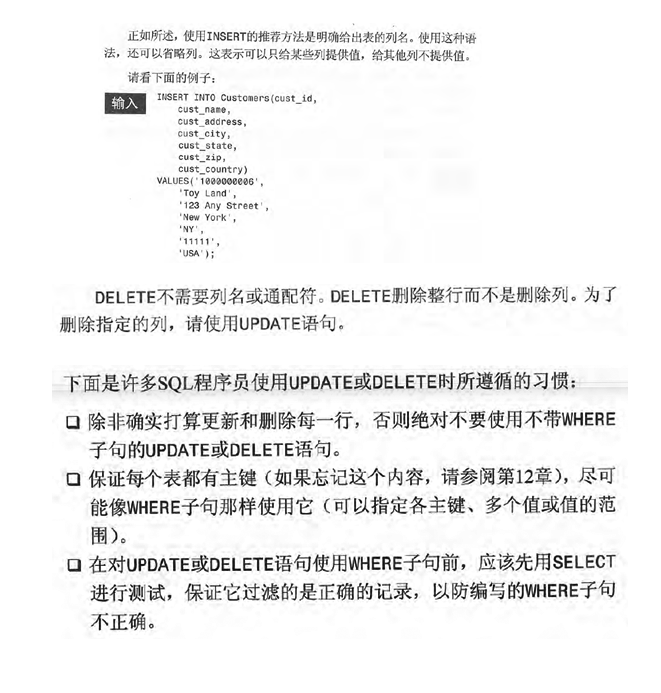 正如所述，使用INSERT的推荐方法是明确给出表的列名。使用这种语
法，还可以省略列。这表示可以只给某些列提供值，给其他列不提供值。
请看下面的例子：
输入
INSERT INTO Customers(cust_id,
cust_name,
cust_address,
cust_city,
cust_state,
cust_zip,
cust_country)
VALUES('1000000006',
'Toy Land',
'123 Any Street',
'New York',
'NY',
'11111',
'USA');
DELETE不需要列名或通配符。DELETE删除整行而不是删除列。为了
删除指定的列，请使用UPDATE语句。
下面是许多SQL程序员使用UPDATE或DELETE时所遵循的习惯：
❑ 除非确实打算更新和删除每一行，否则绝对不要使用不带WHERE
子句的UPDATE或DELETE语句。
❑ 保证每个表都有主键（如果忘记这个内容，请参阅第12章），尽可
能像WHERE子句那样使用它（可以指定各主键、多个值或值的范
围）。
❑ 在对UPDATE或DELETE语句使用WHERE子句前，应该先用SELECT
进行测试，保证它过滤的是正确的记录，以防编写的WHERE子句
不正确。